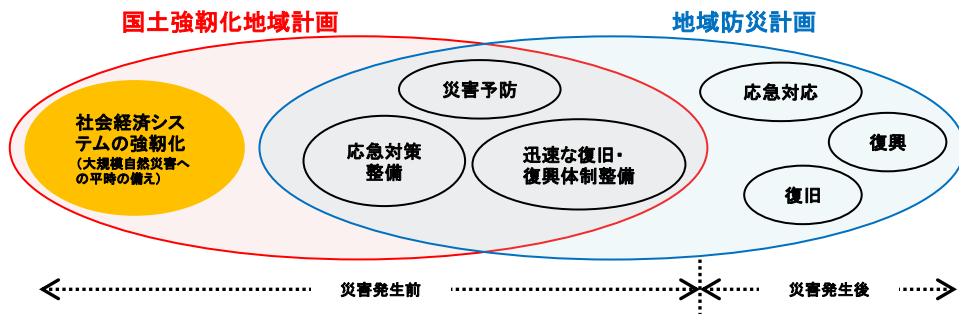 国土強靭化地域計画
地域防災計画
社会経済シス
テムの強靭化
（大規模自然災害へ
の平時の備え）
災害予防
応急対策
整備
迅速な復旧・
復興体制整備
応急対応
復興
復旧
災害発生前
災害発生後